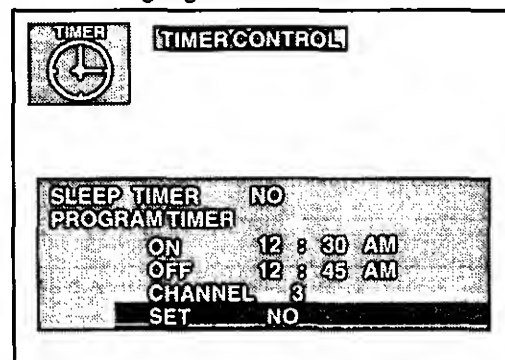 TIMER
TIMER CONTROL
SLEEP TIMER NO
PROGRAM TIMER
ON 12 : 30 AM
OFF 12 : 45 AM
CHANNEL 3
SET NO